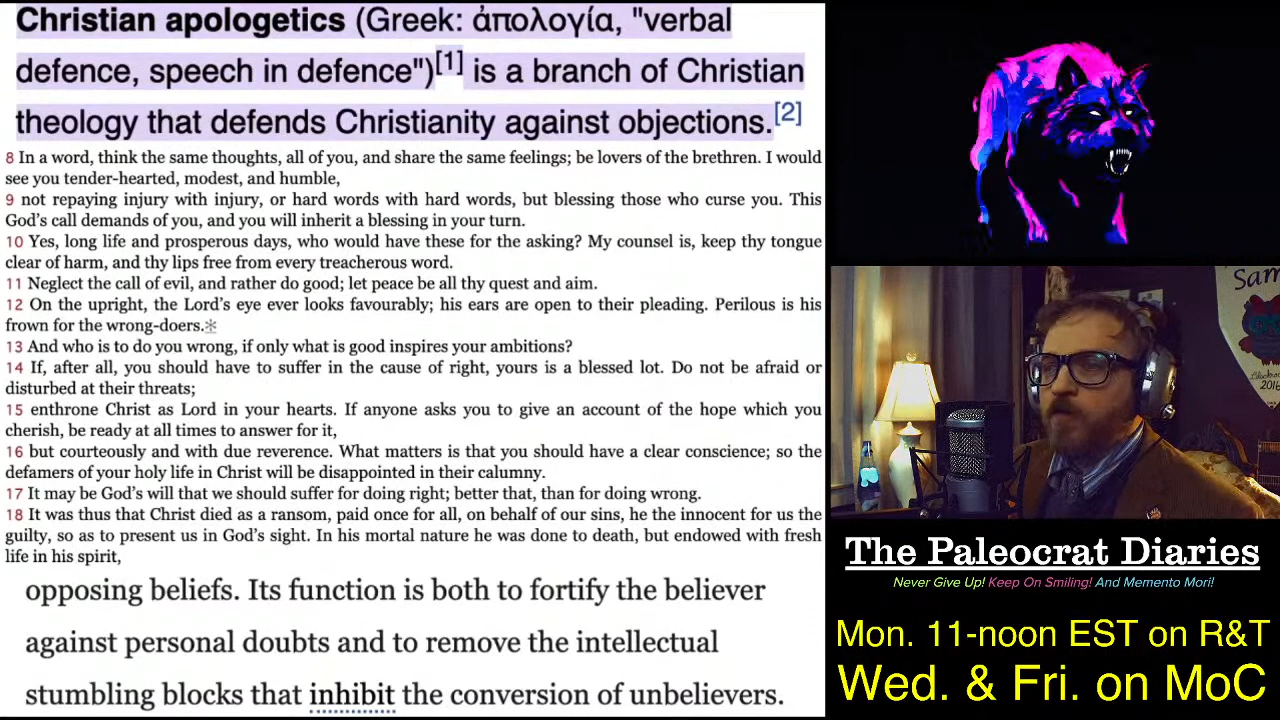 Christian apologetics (Greek: ἀπολογία, "verbal
defence, speech in defence")[1] is a branch of Christian
theology that defends Christianity against objections.[2]
8 In a word, think the same thoughts, all of you, and share the same feelings; be lovers of the brethren. I would
see you tender-hearted, modest, and humble,
9 not repaying injury with injury, or hard words with hard words, but blessing those who curse you. This
God’s call demands of you, and you will inherit a blessing in your turn.
10 Yes, long life and prosperous days, who would have these for the asking? My counsel is, keep thy tongue
clear of harm, and thy lips free from every treacherous word.
11 Neglect the call of evil, and rather do good; let peace be all thy quest and aim.
12 On the upright, the Lord’s eye ever looks favourably; his ears are open to their pleading. Perilous is his
frown for the wrong-doers.✲
13 And who is to do you wrong, if only what is good inspires your ambitions?
14 If, after all, you should have to suffer in the cause of right, yours is a blessed lot. Do not be afraid or
disturbed at their threats;
15 enthrone Christ as Lord in your hearts. If anyone asks you to give an account of the hope which you
cherish, be ready at all times to answer for it,
16 but courteously and with due reverence. What matters is that you should have a clear conscience; so the
defamers of your holy life in Christ will be disappointed in their calumny.
17 It may be God’s will that we should suffer for doing right; better that, than for doing wrong.
18 It was thus that Christ died as a ransom, paid once for all, on behalf of our sins, he the innocent for us the
guilty, so as to present us in God’s sight. In his mortal nature he was done to death, but endowed with fresh
life in his spirit,
opposing beliefs. Its function is both to fortify the believer
against personal doubts and to remove the intellectual
stumbling blocks that inhibit the conversion of unbelievers.
Sam
2016
The Paleocrat Diaries
Never Give Up! Keep On Smiling! And Memento Mori!
Mon. 11-noon EST on R&T
Wed. & Fri. on MoC